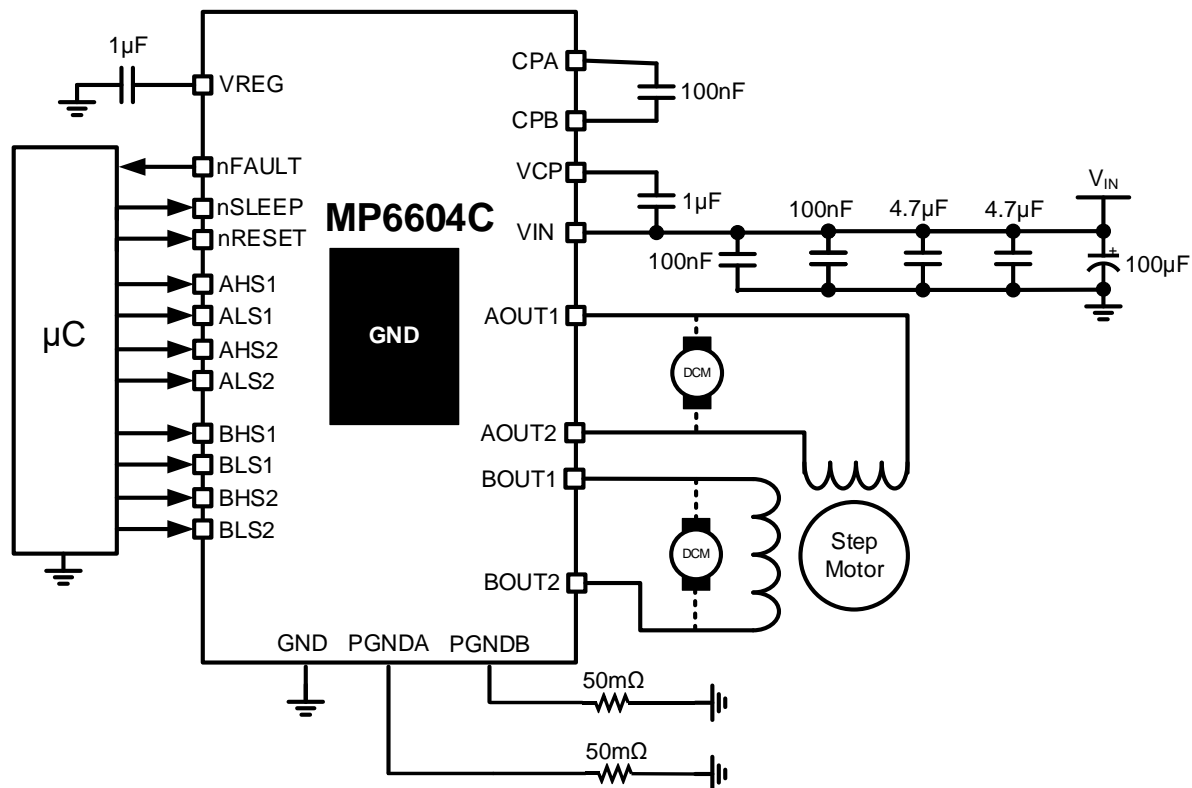 1µF
VREG
nFAULT
nSLEEP
nRESET
AHS1
ALS1
AHS2
ALS2
BHS1
BLS1
BHS2
BLS2
µC
MP6604C
GND
CPA
CPB
VCP
VIN
AOUT1
AOUT2
BOUT1
BOUT2
100nF
1µF
100nF
100nF
4.7µF
4.7µF
VIN
+
100µF
DCM
DCM
Step
Motor
GND
PGNDA
PGNDB
50mΩ
50mΩ